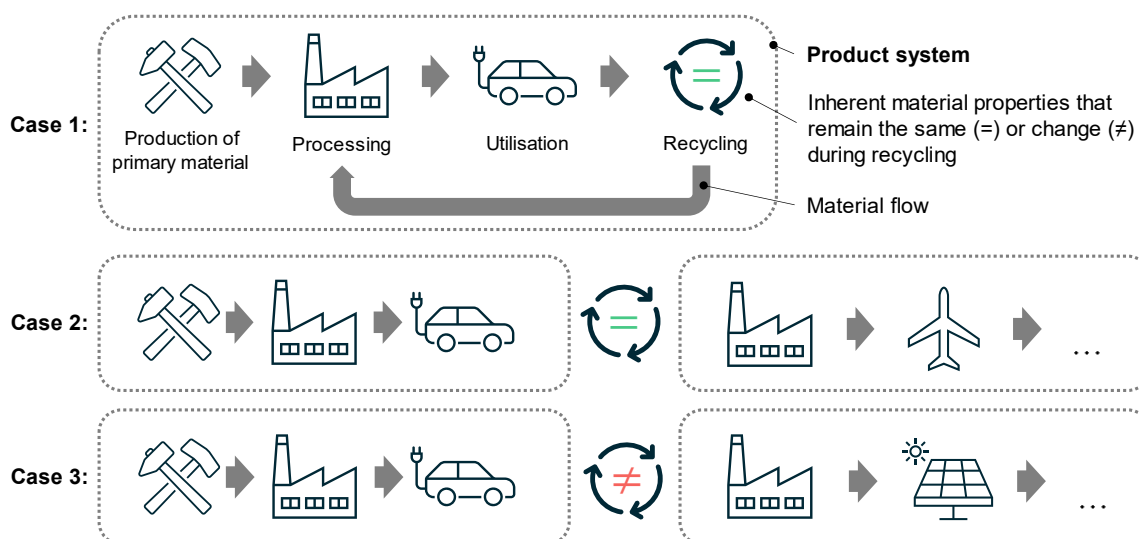 Case 1:
Production of
primary material
Processing
Utilisation
=
Recycling
Product system
Inherent material properties that
remain the same (=) or change (≠)
during recycling
Material flow
Case 2:
=
...
Case 3:
≠
...